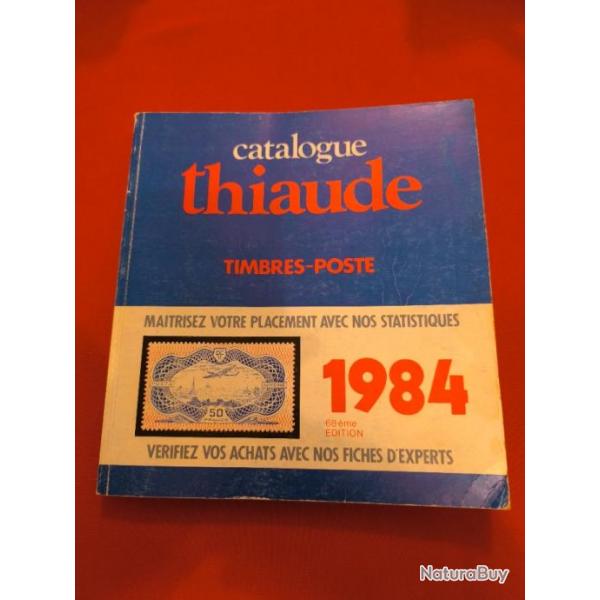 catalogue
thiaude
TIMBRES-POSTE
MAITRISEZ VOTRE PLACEMENT AVEC NOS STATISTIQUES
50F
1984
68ème
EDITION
VERIFIEZ VOS ACHATS AVEC NOS FICHES D'EXPERTS
NaturaBuy